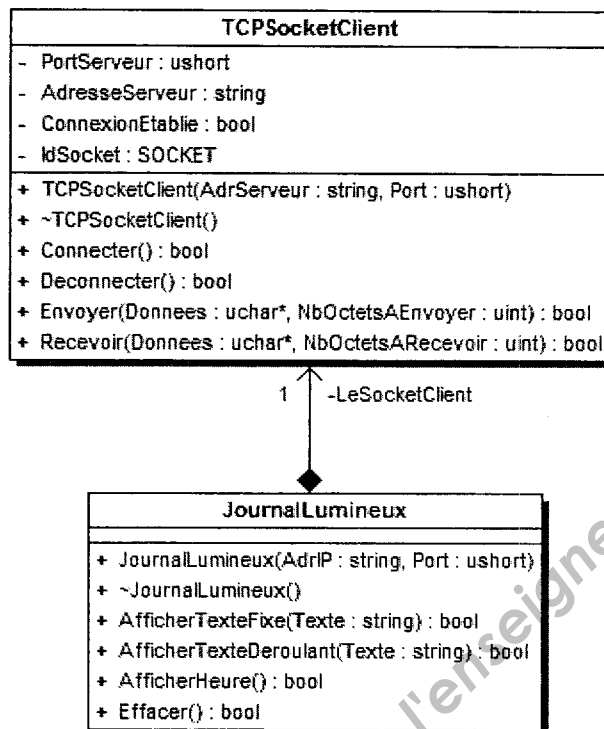 TCPSocketClient
- PortServeur : ushort
- AdresseServeur : string
- ConnexionEtablie : bool
- IdSocket : SOCKET
+ TCPSocketClient(AdrServeur : string, Port : ushort)
+ ~TCPSocketClient()
+ Connecter() : bool
+ Deconnecter() : bool
+ Envoyer(Donnees : uchar*, NbOctetsAEnvoyer : uint) : bool
+ Recevoir(Donnees : uchar*, NbOctetsARecevoir : uint) : bool
1 -LeSocketClient
JournalLumineux
+ JournalLumineux(AdrIP : string, Port : ushort)
+ ~JournalLumineux()
+ AfficherTexteFixe(Texte : string) : bool
+ AfficherTexteDeroulant(Texte : string) : bool
+ AfficherHeure() : bool
+ Effacer() : bool
l'enseigne